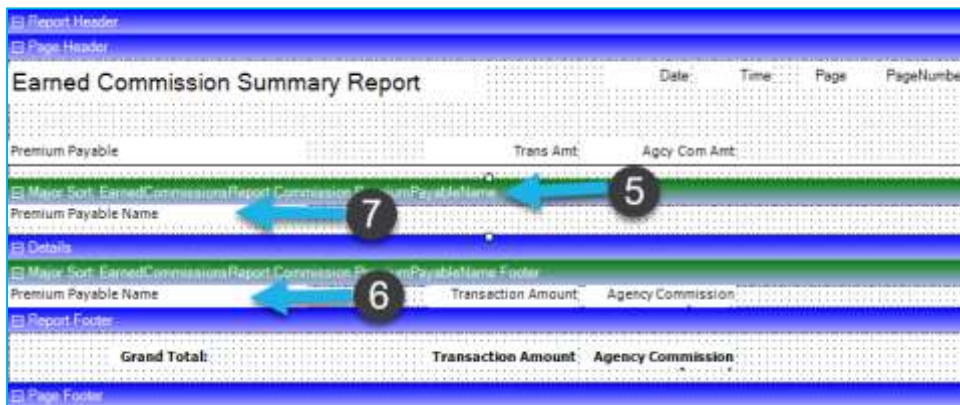 Report Header
Page Header
Earned Commission Summary Report Date Time Page PageNumbe
Premium Payable Trans Amt Agcy Com Amt
Major Sort: EarnedCommissionsReport.Commission.PremiumPayableName 5
Premium Payable Name 7
Details
Major Sort: EarnedCommissionsReport.Commission.PremiumPayableName Footer
Premium Payable Name 6 Transaction Amount Agency Commission
Report Footer
Grand Total: Transaction Amount Agency Commission
Page Footer